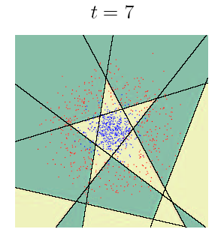 t = 7